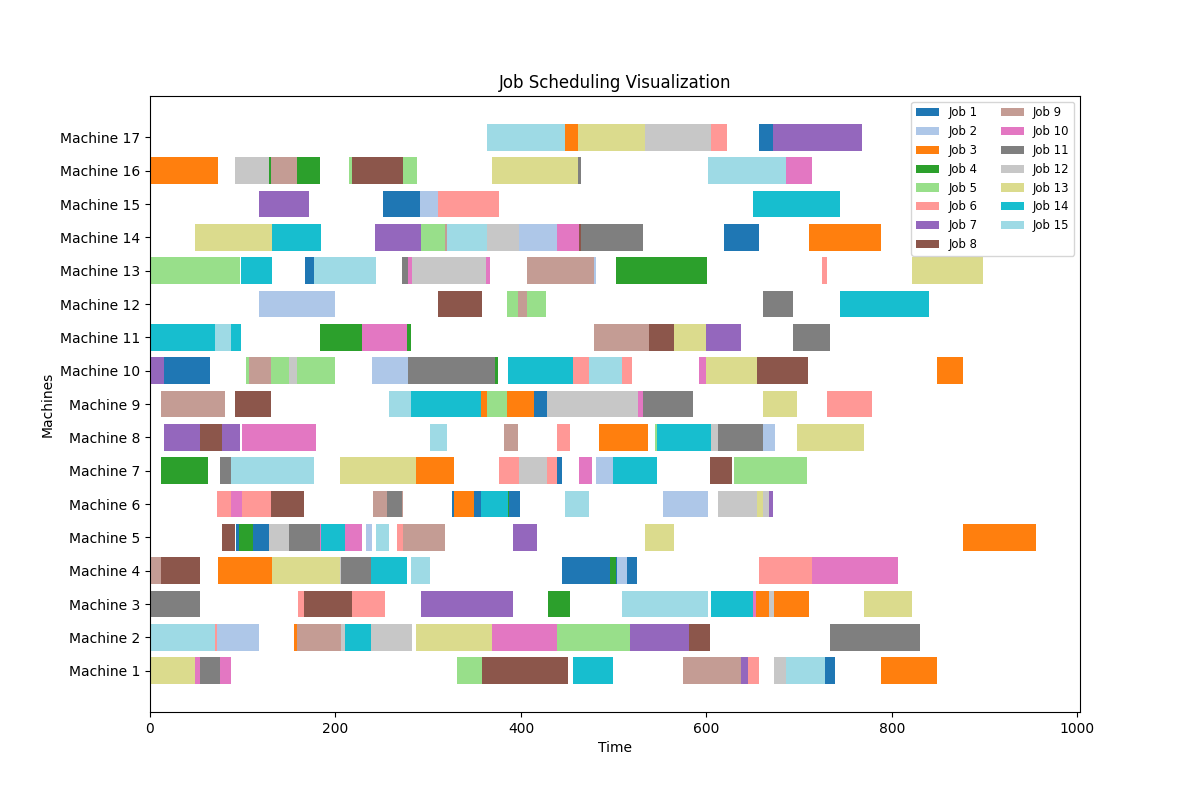 Job Scheduling Visualization
Machine 17
Machine 16
Machine 15
Machine 14
Machine 13
Machine 12
Machine 11
Machine 10
Machine 9
Machine 8
Machine 7
Machine 6
Machine 5
Machine 4
Machine 3
Machine 2
Machine 1
Machines
0 200 400 600 800 1000
Time
Job 1
Job 2
Job 3
Job 4
Job 5
Job 6
Job 7
Job 8
Job 9
Job 10
Job 11
Job 12
Job 13
Job 14
Job 15